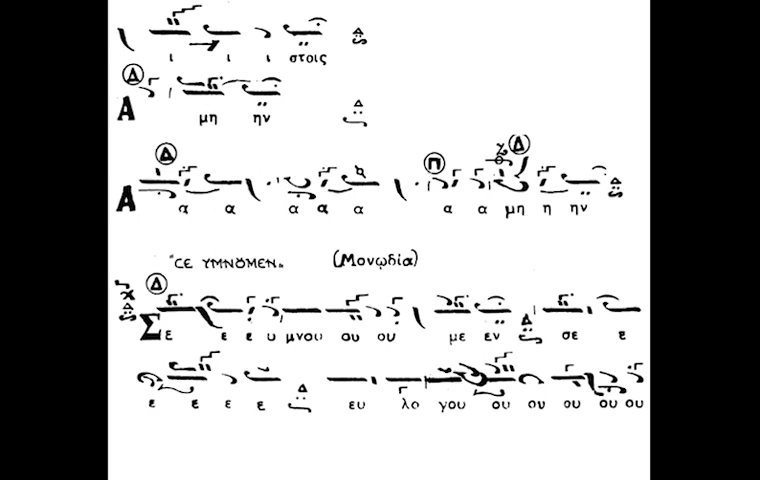 ι ι ι στοις
Δ
Α μη ην
Δ Π Δ
Α α α α α α α α μη η ην
"ΣΕ ΥΜΝΟΥΜΕΝ" (Μονῳδία)
Δ
Σε ε ε υ μνου ου ου με εν σε ε
ε ε ε ε ευ λο γου ου ου ου ου ου